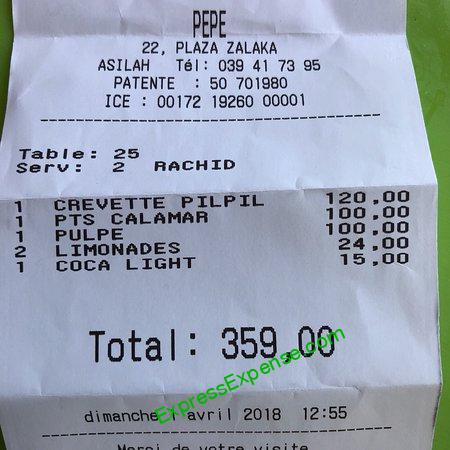 PEPE
22, PLAZA ZALAKA
ASILAH Tél: 039 41 73 95
PATENTE : 50 701980
ICE : 00172 19260 00001
Table: 25
Serv: 2 RACHID
1 CREVETTE PILPIL 120,00
1 PTS CALAMAR 100,00
1 PULPE 100,00
2 LIMONADES 24,00
1 COCA LIGHT 15,00
Total: 359,00
ExpressExpense.com
dimanche 1 avril 2018 12:55
Merci de votre visite